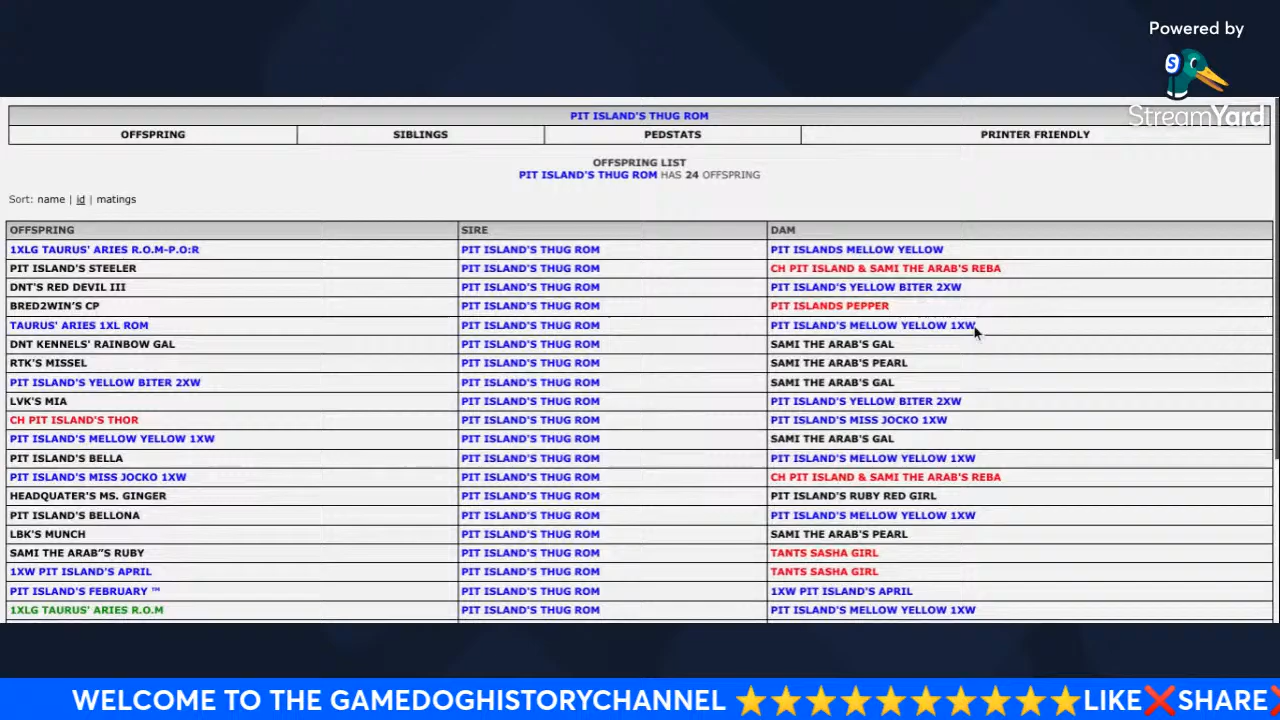 Powered by
S
StreamYard
PIT ISLAND'S THUG ROM
OFFSPRING SIBLINGS PEDSTATS PRINTER FRIENDLY
OFFSPRING LIST
PIT ISLAND'S THUG ROM HAS 24 OFFSPRING
Sort: name | id | matings
OFFSPRING SIRE DAM
1XLG TAURUS' ARIES R.O.M-P.O:R PIT ISLAND'S THUG ROM PIT ISLANDS MELLOW YELLOW
PIT ISLAND'S STEELER PIT ISLAND'S THUG ROM CH PIT ISLAND & SAMI THE ARAB'S REBA
DNT'S RED DEVIL III PIT ISLAND'S THUG ROM PIT ISLAND'S YELLOW BITER 2XW
BRED2WIN'S CP PIT ISLAND'S THUG ROM PIT ISLANDS PEPPER
TAURUS' ARIES 1XL ROM PIT ISLAND'S THUG ROM PIT ISLAND'S MELLOW YELLOW 1XW
DNT KENNELS' RAINBOW GAL PIT ISLAND'S THUG ROM SAMI THE ARAB'S GAL
RTK'S MISSEL PIT ISLAND'S THUG ROM SAMI THE ARAB'S PEARL
PIT ISLAND'S YELLOW BITER 2XW PIT ISLAND'S THUG ROM SAMI THE ARAB'S GAL
LVK'S MIA PIT ISLAND'S THUG ROM PIT ISLAND'S YELLOW BITER 2XW
CH PIT ISLAND'S THOR PIT ISLAND'S THUG ROM PIT ISLAND'S MISS JOCKO 1XW
PIT ISLAND'S MELLOW YELLOW 1XW PIT ISLAND'S THUG ROM SAMI THE ARAB'S GAL
PIT ISLAND'S BELLA PIT ISLAND'S THUG ROM PIT ISLAND'S MELLOW YELLOW 1XW
PIT ISLAND'S MISS JOCKO 1XW PIT ISLAND'S THUG ROM CH PIT ISLAND & SAMI THE ARAB'S REBA
HEADQUATER'S MS. GINGER PIT ISLAND'S THUG ROM PIT ISLAND'S RUBY RED GIRL
PIT ISLAND'S BELLONA PIT ISLAND'S THUG ROM PIT ISLAND'S MELLOW YELLOW 1XW
LBK'S MUNCH PIT ISLAND'S THUG ROM SAMI THE ARAB'S PEARL
SAMI THE ARAB"S RUBY PIT ISLAND'S THUG ROM TANTS SASHA GIRL
1XW PIT ISLAND'S APRIL PIT ISLAND'S THUG ROM TANTS SASHA GIRL
PIT ISLAND'S FEBRUARY ™ PIT ISLAND'S THUG ROM 1XW PIT ISLAND'S APRIL
1XLG TAURUS' ARIES R.O.M PIT ISLAND'S THUG ROM PIT ISLAND'S MELLOW YELLOW 1XW
WELCOME TO THE GAMEDOGHISTORYCHANNEL ⭐⭐⭐⭐⭐⭐⭐⭐⭐⭐LIKE❌SHARE